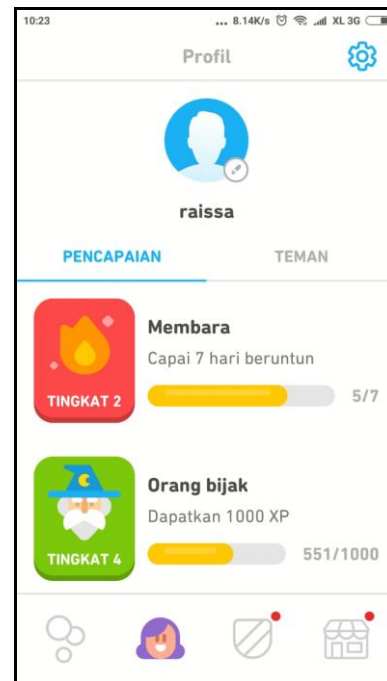 10:23 ... 8.14K/s XL 3G
Profil
raissa
PENCAPAIAN TEMAN
Membara
Capai 7 hari beruntun
TINGKAT 2 5/7
Orang bijak
Dapatkan 1000 XP
TINGKAT 4 551/1000